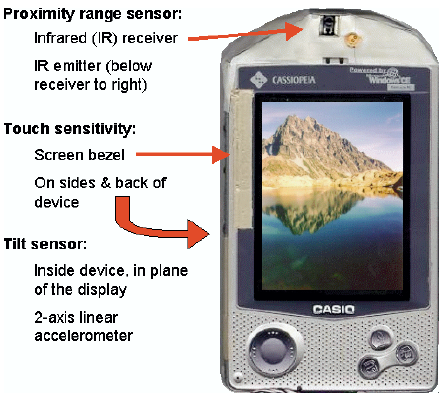 Proximity range sensor:
Infrared (IR) receiver
IR emitter (below
receiver to right)
Touch sensitivity:
Screen bezel
On sides & back of
device
Tilt sensor:
Inside device, in plane
of the display
2-axis linear
accelerometer
CASSIOPEIA
Powered by
Windows CE
CASIO